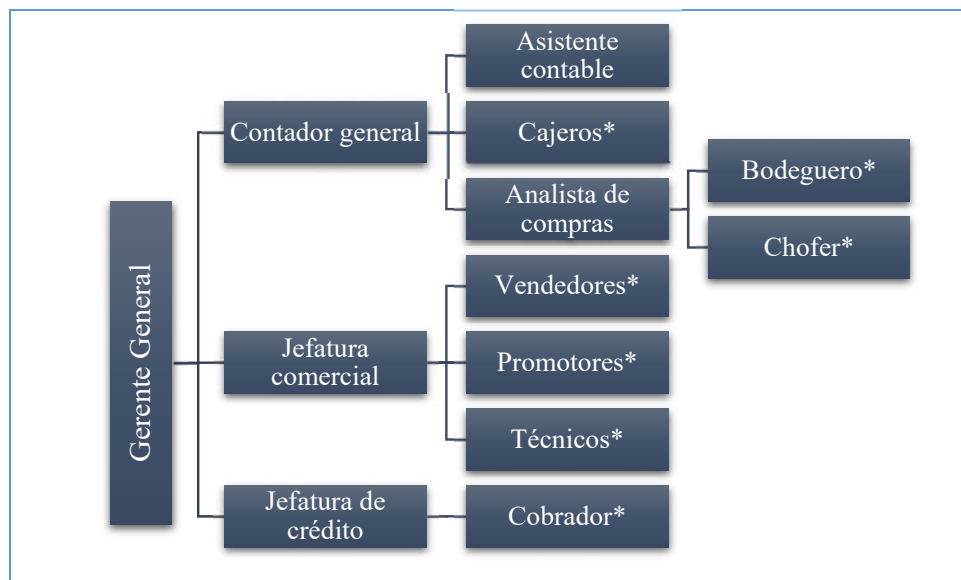 Gerente General
Contador general
Asistente
contable
Cajeros*
Analista de
compras
Bodeguero*
Chofer*
Jefatura
comercial
Vendedores*
Promotores*
Técnicos*
Jefatura de
crédito
Cobrador*